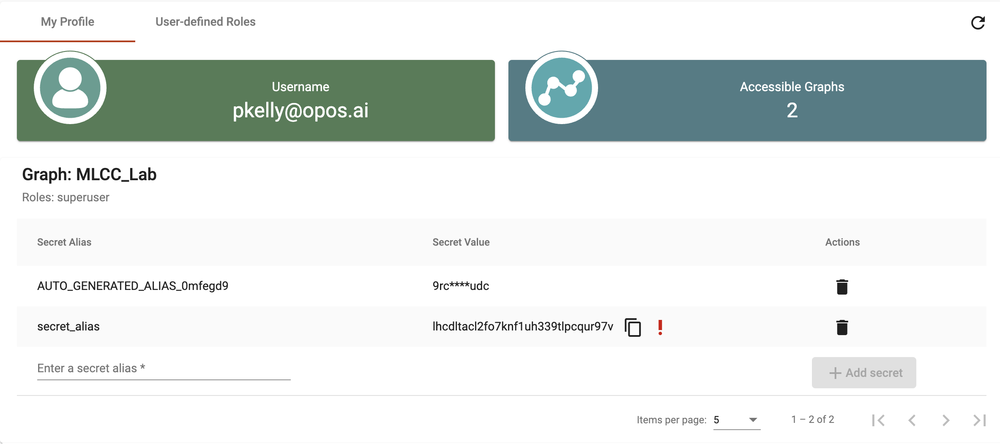 My Profile
User-defined Roles
Username
pkelly@opos.ai
Accessible Graphs
2
Graph: MLCC_Lab
Roles: superuser
Secret Alias Secret Value Actions
AUTO_GENERATED_ALIAS_0mfegd9 9rc****udc
secret_alias lhcdltacl2fo7knf1uh339tlpcqur97v
Enter a secret alias *
Add secret
Items per page: 5 1 – 2 of 2